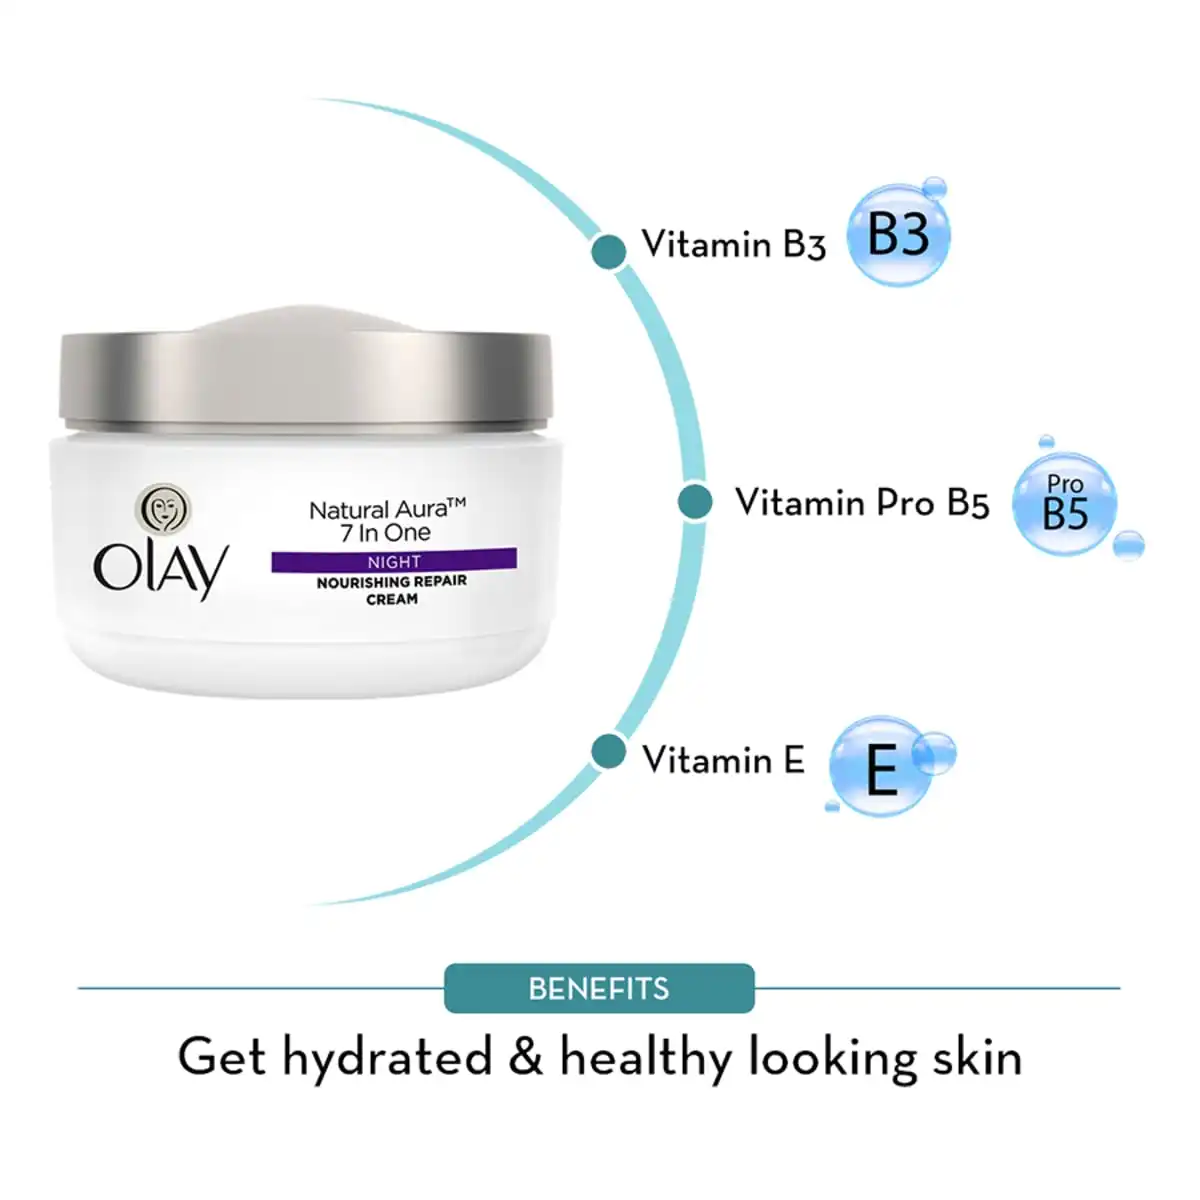 Vitamin B3
B3
OLAY
Natural Aura™
7 In One
NIGHT
NOURISHING REPAIR
CREAM
Vitamin Pro B5
Pro
B5
Vitamin E
E
BENEFITS
Get hydrated & healthy looking skin